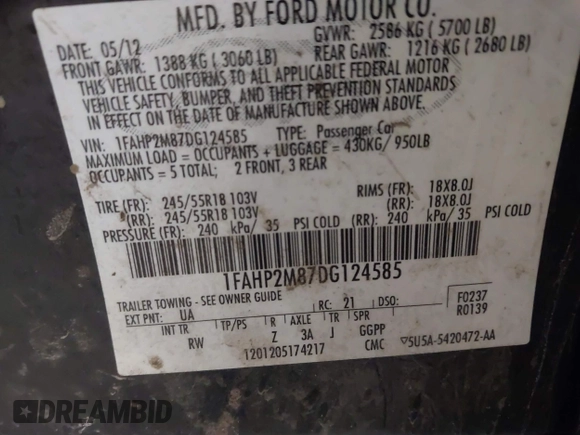 MFD. BY FORD MOTOR CO.
DATE: 05/12 GVWR: 2586 KG ( 5700 LB)
FRONT GAWR: 1388 KG ( 3060 LB) REAR GAWR: 1216 KG ( 2680 LB)
THIS VEHICLE CONFORMS TO ALL APPLICABLE FEDERAL MOTOR
VEHICLE SAFETY, BUMPER, AND THEFT PREVENTION STANDARDS
IN EFFECT ON THE DATE OF MANUFACTURE SHOWN ABOVE.
VIN: 1FAHP2M87DG124585 TYPE: Passenger Car
MAXIMUM LOAD = OCCUPANTS + LUGGAGE = 430KG/ 950LB
OCCUPANTS = 5 TOTAL; 2 FRONT, 3 REAR
TIRE (FR): 245/55R18 103V RIMS (FR): 18X8.0J
(RR): 245/55R18 103V (RR): 18X8.0J
PRESSURE (FR): 240 kPa/ 35 PSI COLD (RR): 240 kPa/ 35 PSI COLD
1FAHP2M87DG124585
TRAILER TOWING - SEE OWNER GUIDE
EXT PNT: UA RC: 21 DSO: F0237
INT TR TP/PS R AXLE TR SPR R0139
RW Z 3A J GGPP
1201205174217 CMC 5U5A-5420472-AA
DREAMBID